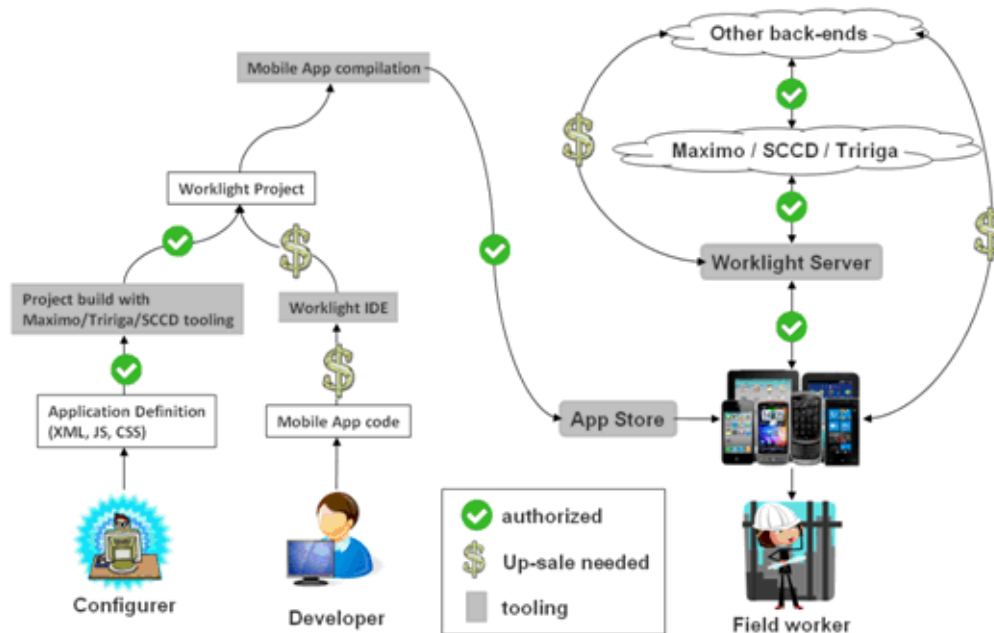 Other back-ends
Mobile App compilation
Maximo / SCCD / Tririga
Worklight Project
Worklight Server
Project build with
Maximo/Tririga/SCCD tooling
Worklight IDE
Application Definition
(XML, JS, CSS)
Mobile App code
App Store
authorized
Up-sale needed
tooling
Configurer
Developer
Field worker